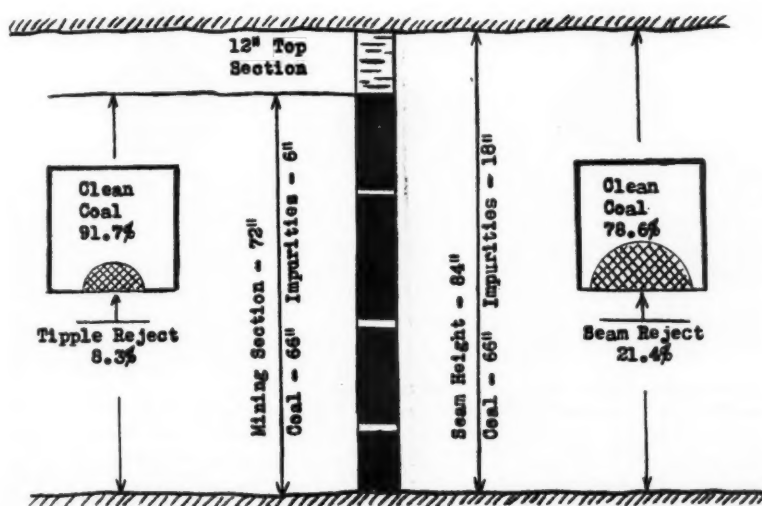 12" Top
Section
Clean
Coal
91.7%
Tipple Reject
8.3%
Mining Section - 72"
Coal - 66" Impurities - 6"
Seam Height - 84"
Coal - 66" Impurities - 18"
Clean
Coal
78.6%
Seam Reject
21.4%